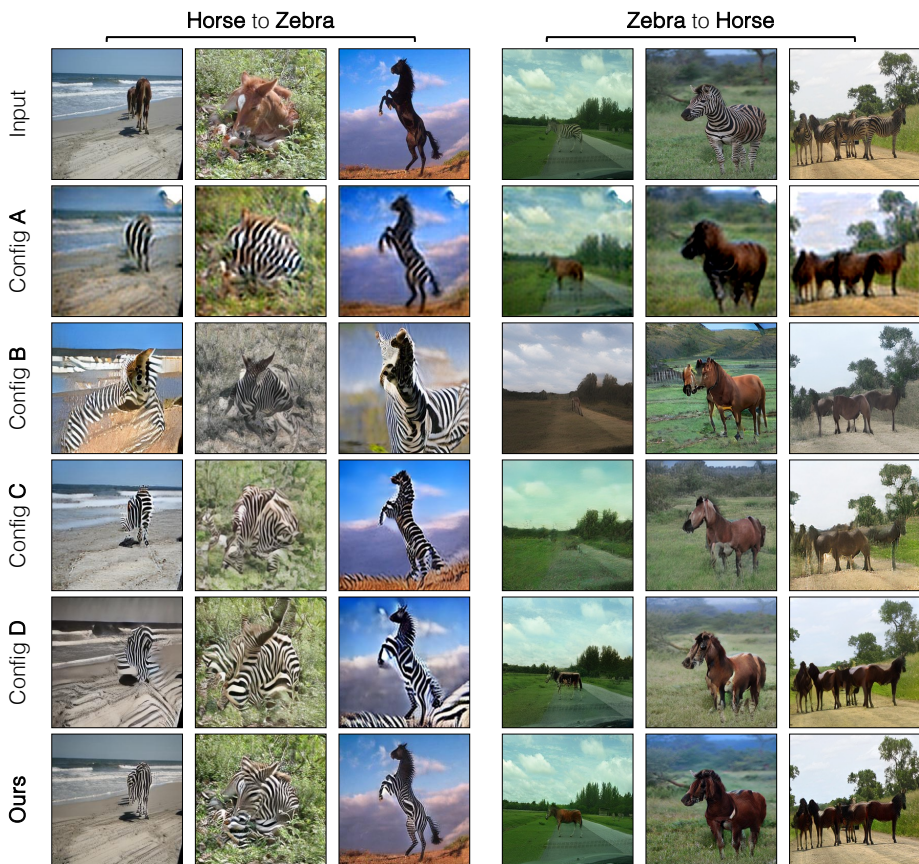 Horse to Zebra
Zebra to Horse
Input
Config A
Config B
Config C
Config D
Ours